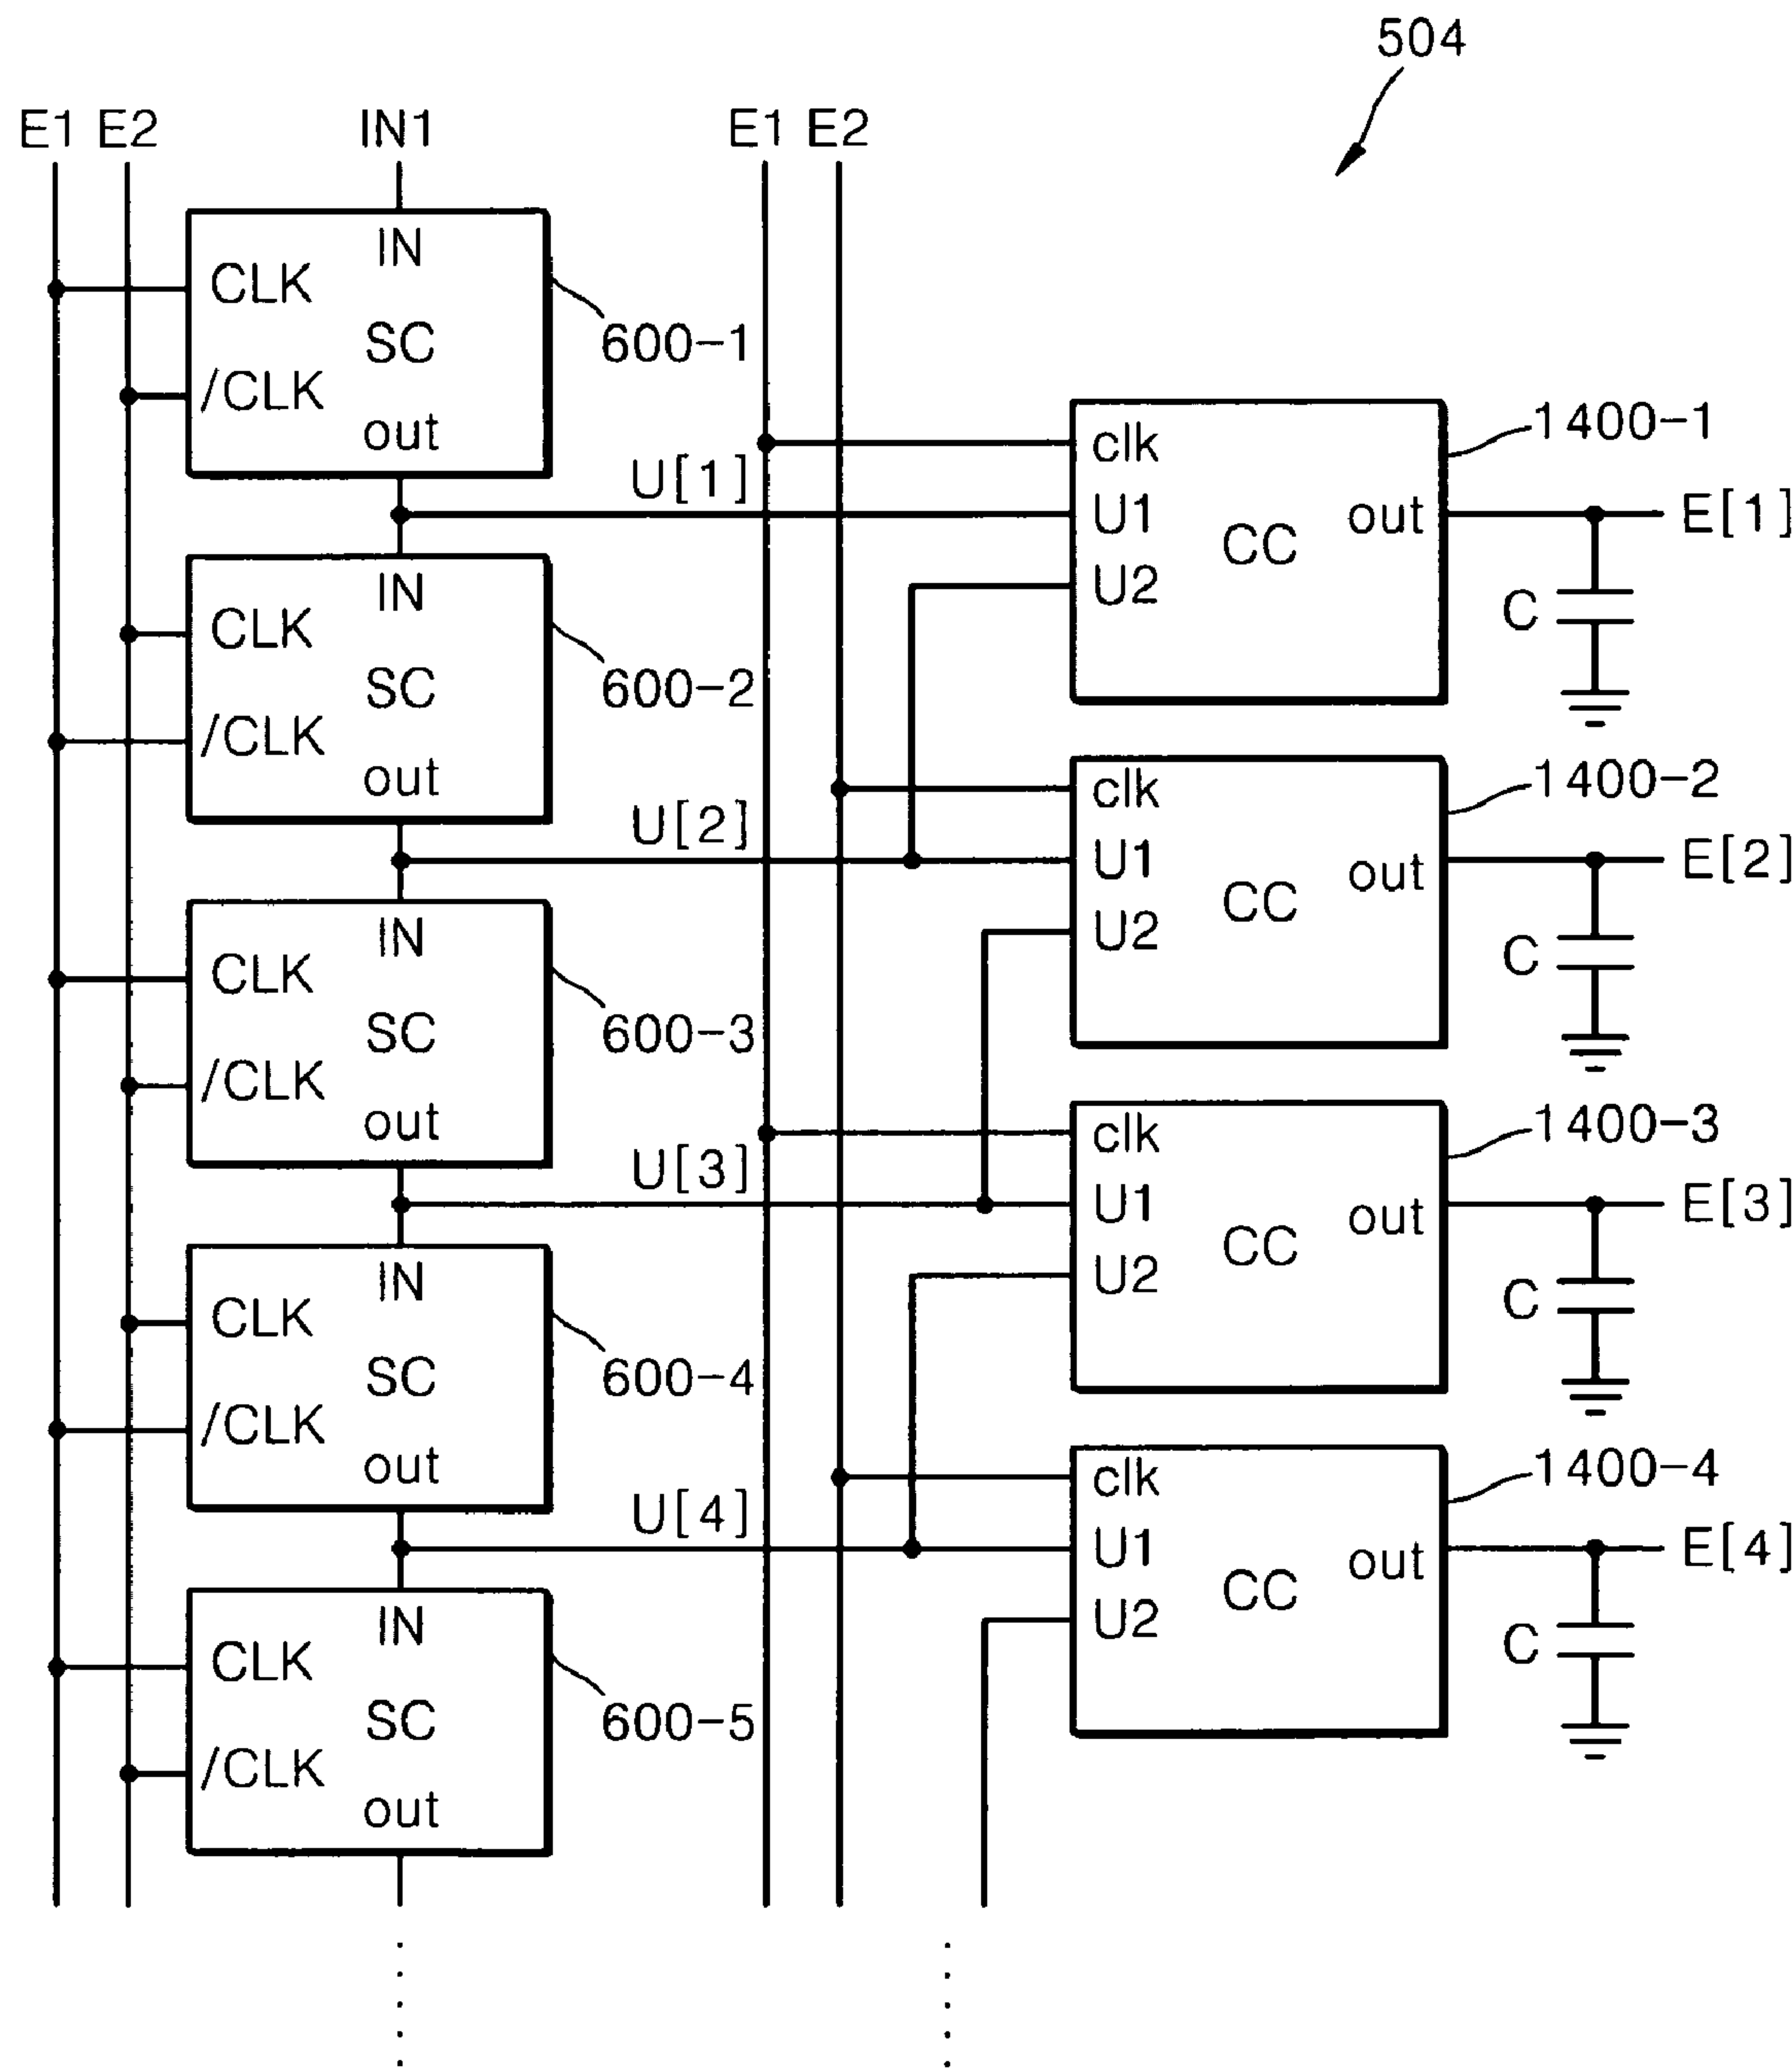 504
E1 E2 IN1 E1 E2
IN
CLK
SC
600-1
/CLK
out
U[1]
clk
U1
U2
CC
out
1400-1
E[1]
C
IN
CLK
SC
600-2
/CLK
out
U[2]
clk
U1
U2
CC
out
1400-2
E[2]
C
IN
CLK
SC
600-3
/CLK
out
U[3]
clk
U1
U2
CC
out
1400-3
E[3]
C
IN
CLK
SC
600-4
/CLK
out
U[4]
clk
U1
U2
CC
out
1400-4
E[4]
C
IN
CLK
SC
600-5
/CLK
out